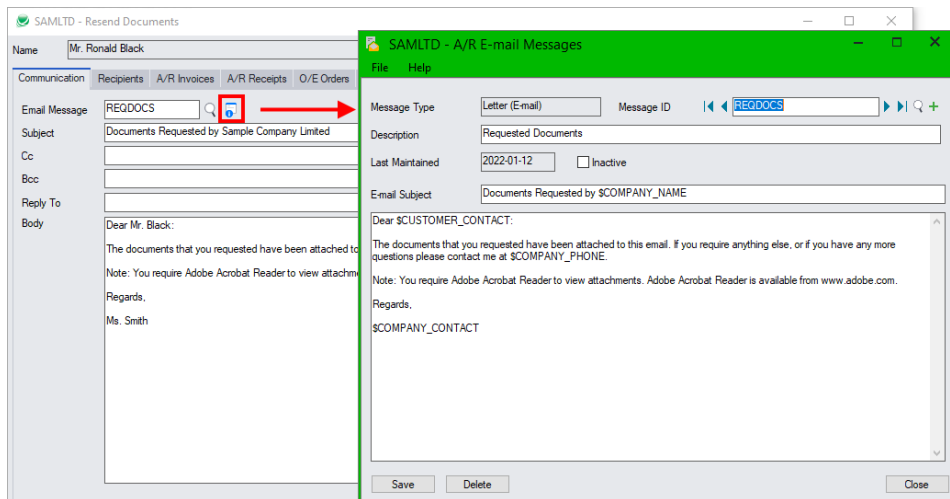 SAMLTD - Resend Documents
Name Mr. Ronald Black
Communication Recipients A/R Invoices A/R Receipts O/E Orders
Email Message REQDOCS
Subject Documents Requested by Sample Company Limited
Cc
Bcc
Reply To
Body Dear Mr. Black:
The documents that you requested have been attached to
Note: You require Adobe Acrobat Reader to view attachm
Regards,
Ms. Smith
SAMLTD - A/R E-mail Messages
File Help
Message Type Letter (E-mail) Message ID REQDOCS
Description Requested Documents
Last Maintained 2022-01-12 Inactive
E-mail Subject Documents Requested by $COMPANY_NAME
Dear $CUSTOMER_CONTACT:
The documents that you requested have been attached to this email. If you require anything else, or if you have any more
questions please contact me at $COMPANY_PHONE.
Note: You require Adobe Acrobat Reader to view attachments. Adobe Acrobat Reader is available from www.adobe.com.
Regards,
$COMPANY_CONTACT
Save Delete Close